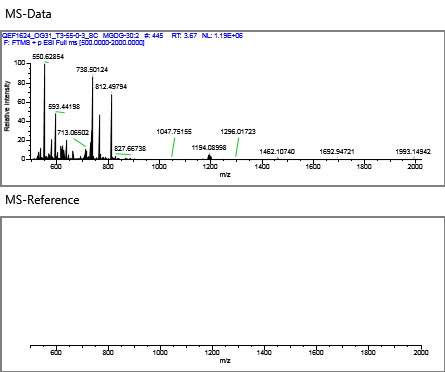 MS-Data
QEF1624_OG31_T3-55-0-3_SC MGDG-30:2 #: 445 RT: 3.67 NL: 1.19E+06
F: FTMS + p ESI Full ms [500.0000-2000.0000]
550.62854
738.50124
812.49794
593.44198
713.06502
827.66738
1047.75155
1194.08998
1296.01723
1462.10740
1692.94721
1993.14942
Relative Intensity
100
80
60
40
20
0
600 800 1000 1200 1400 1600 1800 2000
m/z
MS-Reference
600 800 1000 1200 1400 1600 1800 2000
m/z